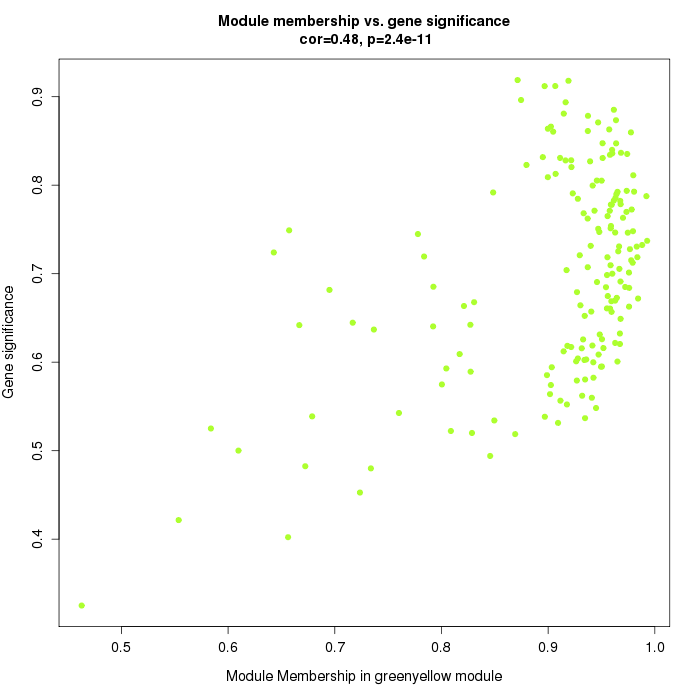 Module membership vs. gene significance
cor=0.48, p=2.4e-11
0.9
0.8
0.7
0.6
0.5
0.4
Gene significance
0.5 0.6 0.7 0.8 0.9 1.0
Module Membership in greenyellow module